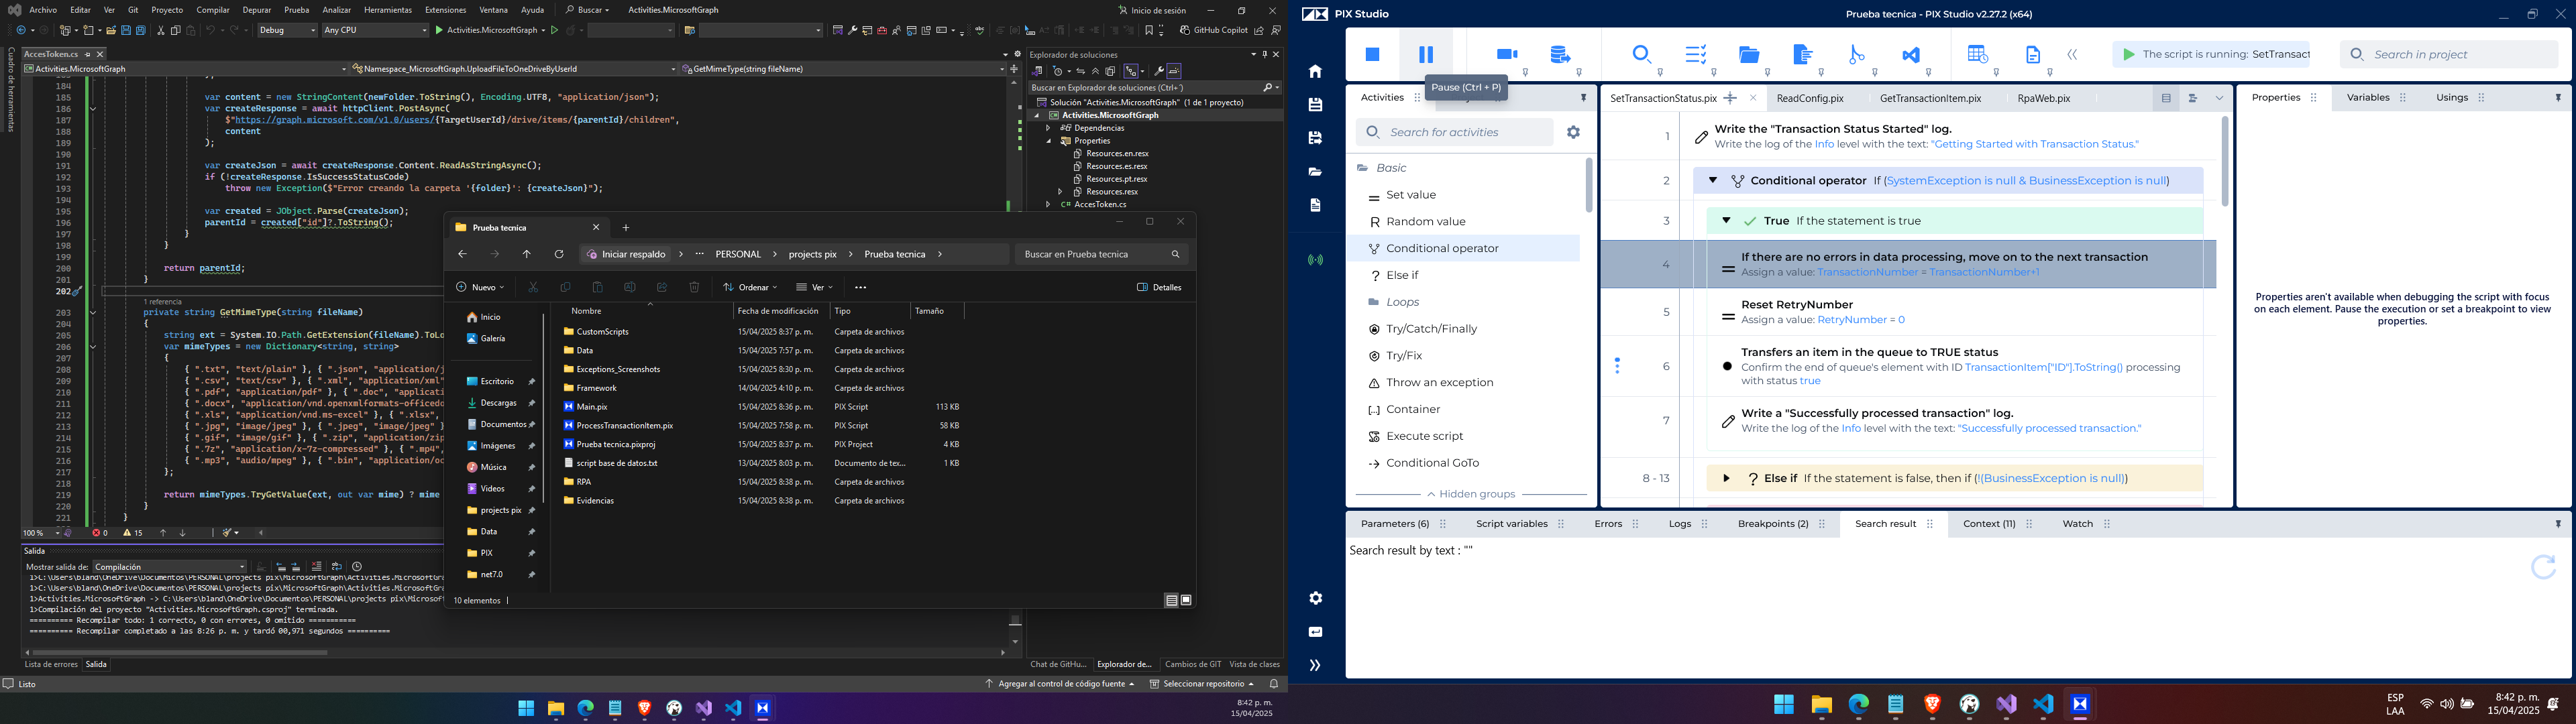 Archivo Editar Ver Git Proyecto Compilar Depurar Prueba Analizar Herramientas Extensiones Ventana Ayuda Buscar Activities.MicrosoftGraph Inicio de sesión
Debug Any CPU Activities.MicrosoftGraph GitHub Copilot
Cuadro de herramientas
AccesToken.cs
Activities.MicrosoftGraph Namespace_MicrosoftGraph.UploadFileToOneDriveByUserId GetMimeType(string fileName)
184
185 var content = new StringContent(newFolder.ToString(), Encoding.UTF8, "application/json");
186 var createResponse = await httpClient.PostAsync(
187 $"https://graph.microsoft.com/v1.0/users/{TargetUserId}/drive/items/{parentId}/children",
188 content
189 );
190
191 var createJson = await createResponse.Content.ReadAsStringAsync();
192 if (!createResponse.IsSuccessStatusCode)
193 throw new Exception($"Error creando la carpeta '{folder}': {createJson}");
194
195 var created = JObject.Parse(createJson);
196 parentId = created["id"]?.ToString();
197 }
198 }
199
200 return parentId;
201 }
202
1 referencia
203 private string GetMimeType(string fileName)
204 {
205 string ext = System.IO.Path.GetExtension(fileName).ToLo
206 var mimeTypes = new Dictionary<string, string>
207 {
208 { ".txt", "text/plain" }, { ".json", "application/j
209 { ".csv", "text/csv" }, { ".xml", "application/xml"
210 { ".pdf", "application/pdf" }, { ".doc", "applicati
211 { ".docx", "application/vnd.openxmlformats-officedo
212 { ".xls", "application/vnd.ms-excel" }, { ".xlsx",
213 { ".jpg", "image/jpeg" }, { ".jpeg", "image/jpeg" }
214 { ".gif", "image/gif" }, { ".zip", "application/zip
215 { ".7z", "application/x-7z-compressed" }, { ".mp4",
216 { ".mp3", "audio/mpeg" }, { ".bin", "application/oc
217 };
218
219 return mimeTypes.TryGetValue(ext, out var mime) ? mime
220 }
221 }
100 % 0 15
Salida
Mostrar salida de: Compilación
1>C:\Users\bland\OneDrive\Documentos\PERSONAL\projects pix\MicrosoftGraph\Activities.MicrosoftGr
1>C:\Users\bland\OneDrive\Documentos\PERSONAL\projects pix\MicrosoftGraph\Activities.MicrosoftGr
1>Activities.MicrosoftGraph -> C:\Users\bland\OneDrive\Documentos\PERSONAL\projects pix\Microsoft
1>Compilación del proyecto "Activities.MicrosoftGraph.csproj" terminada.
========== Recompilar todo: 1 correcto, 0 con errores, 0 omitido ==========
========== Recompilar completado a las 8:26 p. m. y tardó 00,971 segundos ==========
Lista de errores Salida
Listo
Explorador de soluciones
Buscar en Explorador de soluciones (Ctrl+')
Solución "Activities.MicrosoftGraph" (1 de 1 proyecto)
Activities.MicrosoftGraph
Dependencias
Properties
Resources.en.resx
Resources.es.resx
Resources.pt.resx
Resources.resx
AccesToken.cs
Chat de GitHu... Explorador de... Cambios de GIT Vista de clases
Agregar al control de código fuente Seleccionar repositorio
8:42 p. m.
15/04/2025
Prueba tecnica
Iniciar respaldo PERSONAL projects pix Prueba tecnica Buscar en Prueba tecnica
Nuevo Ordenar Ver Detalles
Nombre Fecha de modificación Tipo Tamaño
Inicio
Galería
Escritorio
Descargas
Documentos
Imágenes
Música
Videos
projects pix
Data
PIX
net7.0
CustomScripts 15/04/2025 8:37 p. m. Carpeta de archivos
Data 15/04/2025 7:57 p. m. Carpeta de archivos
Exceptions_Screenshots 15/04/2025 8:30 p. m. Carpeta de archivos
Framework 14/04/2025 4:10 p. m. Carpeta de archivos
Main.pix 15/04/2025 8:36 p. m. PIX Script 113 KB
ProcessTransactionItem.pix 15/04/2025 7:58 p. m. PIX Script 58 KB
Prueba tecnica.pixproj 15/04/2025 8:37 p. m. PIX Project 4 KB
script base de datos.txt 13/04/2025 8:03 p. m. Documento de tex... 1 KB
RPA 15/04/2025 8:38 p. m. Carpeta de archivos
Evidencias 15/04/2025 8:38 p. m. Carpeta de archivos
10 elementos
PIX Studio Prueba tecnica - PIX Studio v2.27.2 (x64)
The script is running: SetTransact Search in project
Pause (Ctrl + P)
Activities
Search for activities
Basic
Set value
Random value
Conditional operator
Else if
Loops
Try/Catch/Finally
Try/Fix
Throw an exception
Container
Execute script
Conditional GoTo
Hidden groups
SetTransactionStatus.pix ReadConfig.pix GetTransactionItem.pix RpaWeb.pix
1 Write the "Transaction Status Started" log.
Write the log of the Info level with the text: "Getting Started with Transaction Status."
2 Conditional operator If (SystemException is null & BusinessException is null)
3 True If the statement is true
4 If there are no errors in data processing, move on to the next transaction
Assign a value: TransactionNumber = TransactionNumber+1
5 Reset RetryNumber
Assign a value: RetryNumber = 0
6 Transfers an item in the queue to TRUE status
Confirm the end of queue's element with ID TransactionItem["ID"].ToString() processing
with status true
7 Write a "Successfully processed transaction" log.
Write the log of the Info level with the text: "Successfully processed transaction."
8 - 13 Else if If the statement is false, then if (!(BusinessException is null))
Properties Variables Usings
Properties aren't available when debugging the script with focus
on each element. Pause the execution or set a breakpoint to view
properties.
Parameters (6) Script variables Errors Logs Breakpoints (2) Search result Context (11) Watch
Search result by text : ""
ESP
LAA
8:42 p. m.
15/04/2025